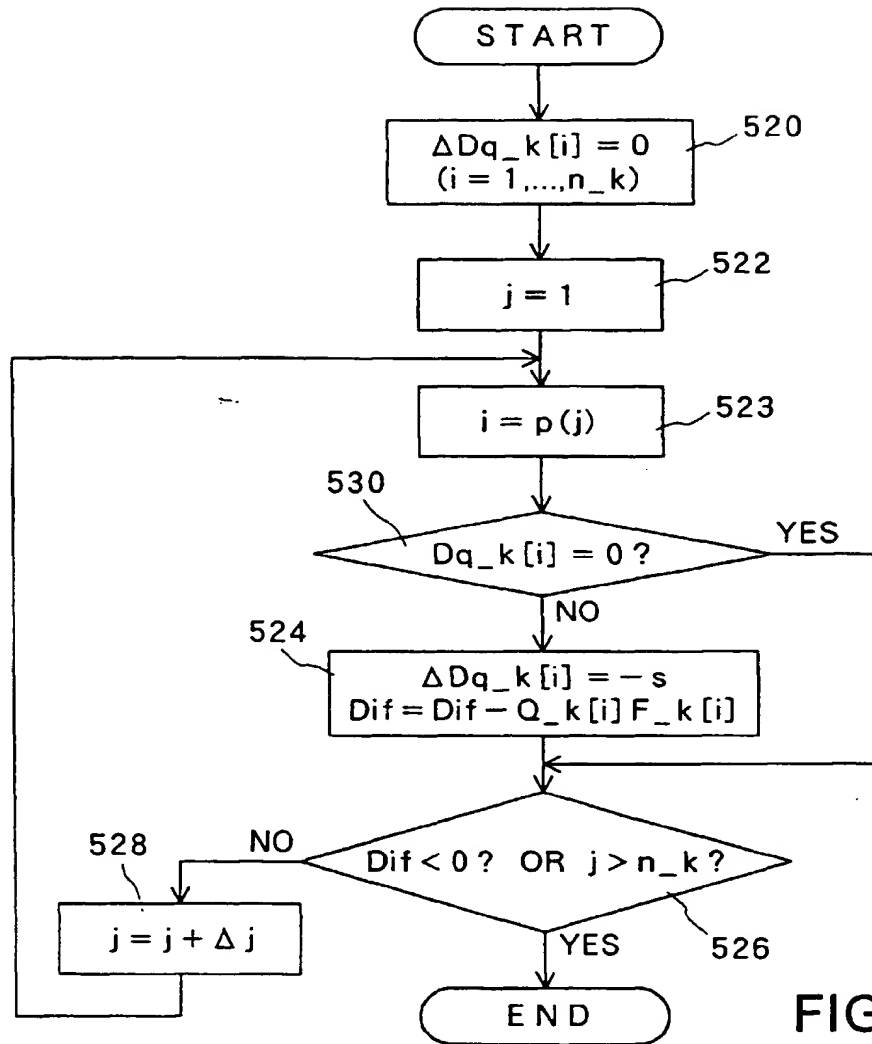 START
520
ΔDq_k[i] = 0
(i = 1,...,n_k)
522
j = 1
523
i = p(j)
530
Dq_k[i] = 0?
YES
NO
524
ΔDq_k[i] = -s
Dif = Dif - Q_k[i] F_k[i]
NO
528
Dif < 0? OR j > n_k?
j = j + Δj
526
YES
END
FIG